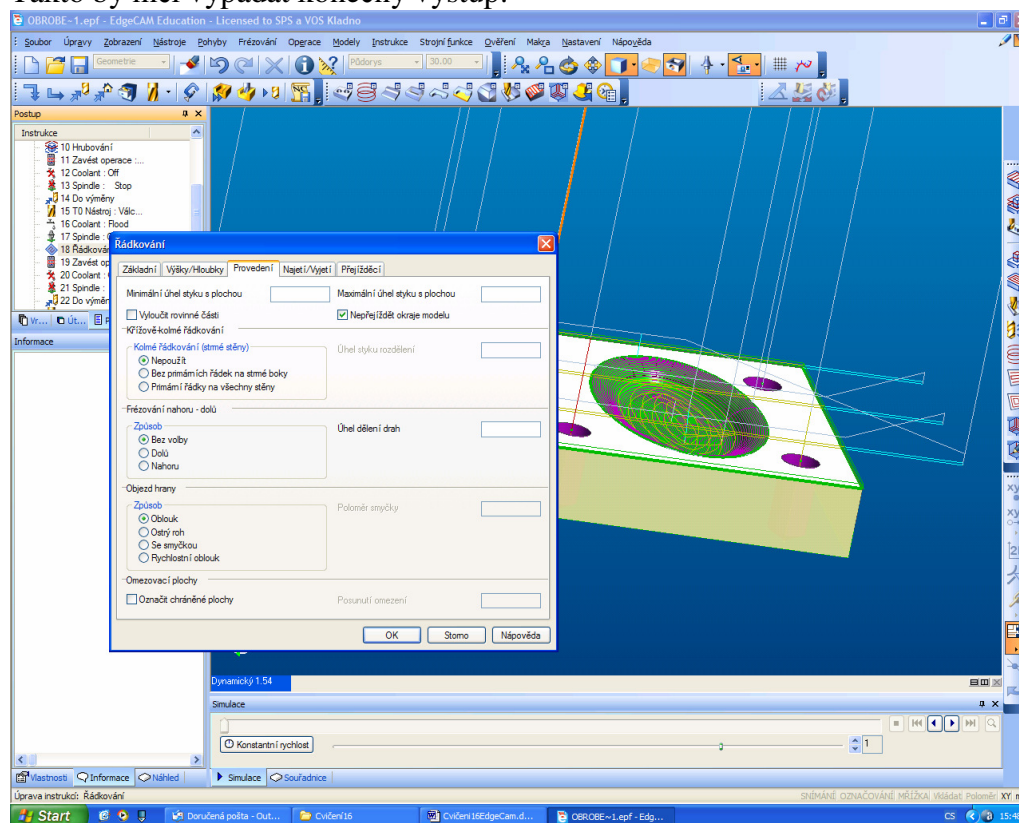 Takto by měl vypadat konečný výstup:
OBROBE~1.epf - EdgeCAM Education - Licensed to SPS a VOS Kladno
Soubor Úpravy Zobrazení Nástroje Pohyby Frézování Operace Modely Instrukce Strojní funkce Ověření Makra Nastavení Nápověda
Geometrie Půdorys 30.00
Postup
Instrukce
10 Hrubování
11 Zavést operace :...
12 Coolant : Off
13 Spindle : Stop
14 Do výměny
15 T0 Nástroj : Válc...
16 Coolant : Flood
17 Spindle :
18 Řádková
19 Zavést op
20 Coolant :
21 Spindle :
22 Do výměn
Vr... Út...
Informace
Řádkování
Základní Výšky/Hloubky Provedení Najetí/Vyjetí Přejížděcí
Minimální úhel styku s plochou Maximální úhel styku s plochou
Vyloučit rovinné části Nepřejíždět okraje modelu
Křížově-kolmé řádkování
Kolmé řádkování (strmé stěny) Úhel styku rozdělení
Nepoužít
Bez primárních řádek na strmé boky
Primární řádky na všechny stěny
Frézování nahoru - dolů
Způsob Úhel dělení drah
Bez volby
Dolů
Nahoru
Objezd hrany
Způsob Poloměr smyčky
Oblouk
Ostrý roh
Se smyčkou
Rychlostní oblouk
Omezovací plochy
Označit chráněné plochy Posunutí omezení
OK Storno Nápověda
Dynamický 1.54
Simulace
Konstantní rychlost 1
Vlastnosti Informace Náhled Simulace Souřadnice
Úprava instrukcí: Řádkování SNÍMÁNÍ OZNAČOVÁNÍ MŘÍŽKA Vkládat Poloměr XY
Start Doručená pošta - Out... Cvičení16 Cvičení16EdgeCam.d... OBROBE~1.epf - Edg... CS 15:48